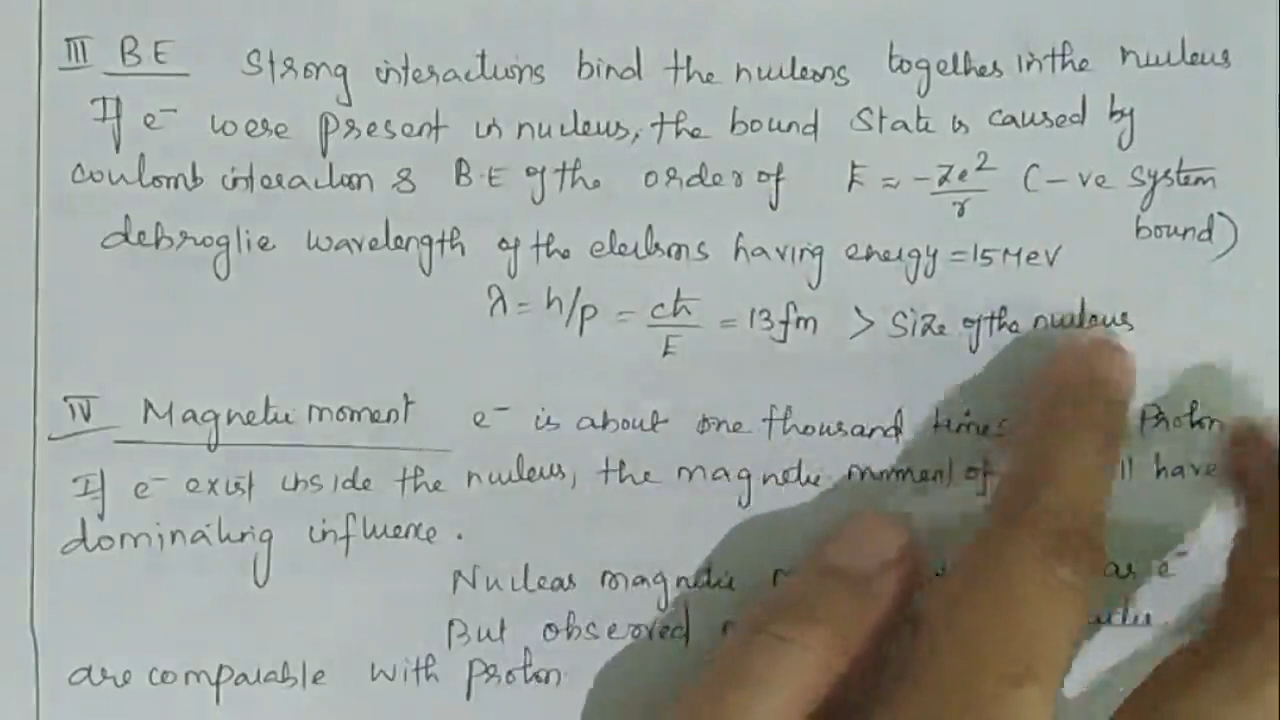 III BE Strong interactions bind the nucleons together in the nucleus
If e⁻ were present in nucleus, the bound state is caused by
coulomb interaction & B.E of the order of E ≈ -Ze²/r (-ve system
bound)
debroglie wavelength of the electrons having energy = 15 MeV
λ = h/p = cħ/E = 13 fm > Size of the nucleus
IV Magnetic moment e⁻ is about one thousand times Proton
If e⁻ exist inside the nucleus, the magnetic moment of have
dominating influence.
Nuclear magnetic as e⁻
But observed
are comparable with proton